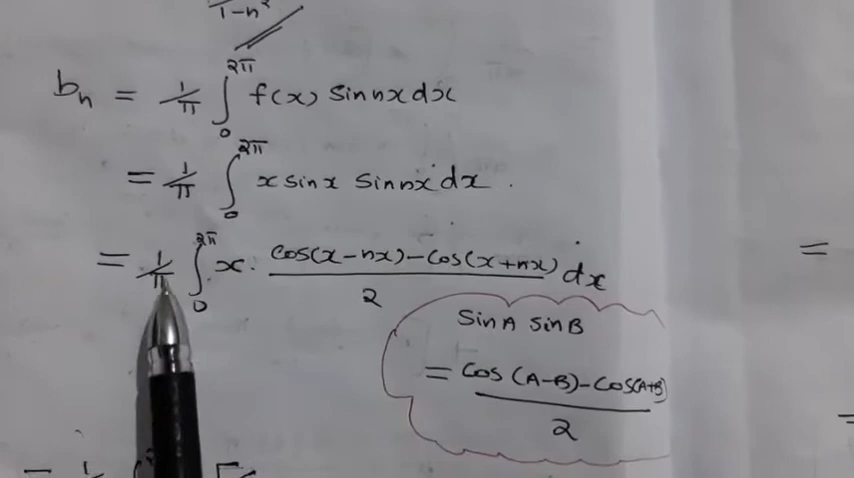 1-n²
bₙ = 1/π ∫₀^2π f(x) sin nx dx
= 1/π ∫₀^2π x sin x sin nx dx.
= 1/π ∫₀^2π x. cos(x-nx)-cos(x+nx)/2 dx
=
Sin A sin B
= cos (A-B)-cos(A+B)/2
=